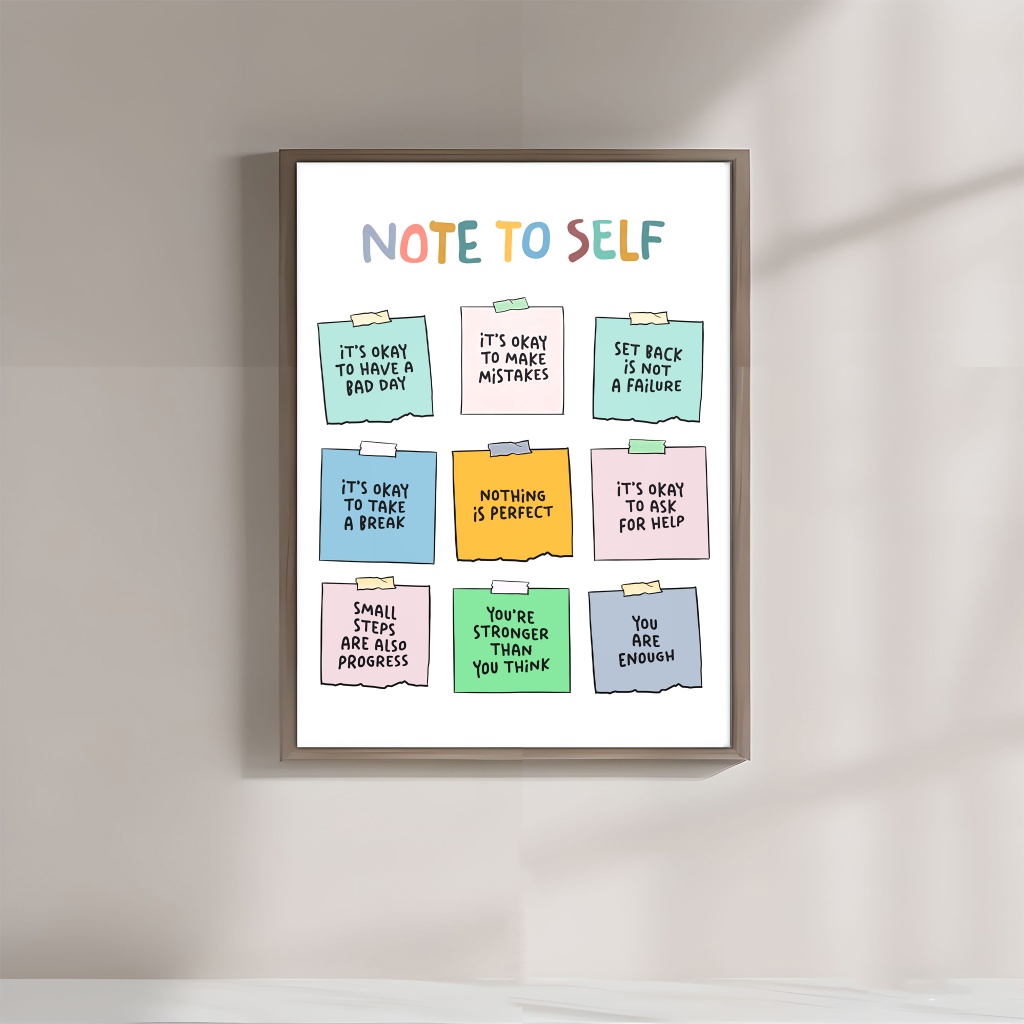 NOTE TO SELF
IT'S OKAY
TO HAVE A
BAD DAY
IT'S OKAY
TO MAKE
MISTAKES
SET BACK
IS NOT
A FAILURE
IT'S OKAY
TO TAKE
A BREAK
NOTHING
IS PERFECT
IT'S OKAY
TO ASK
FOR HELP
SMALL
STEPS
ARE ALSO
PROGRESS
YOU'RE
STRONGER
THAN
YOU THINK
YOU
ARE
ENOUGH